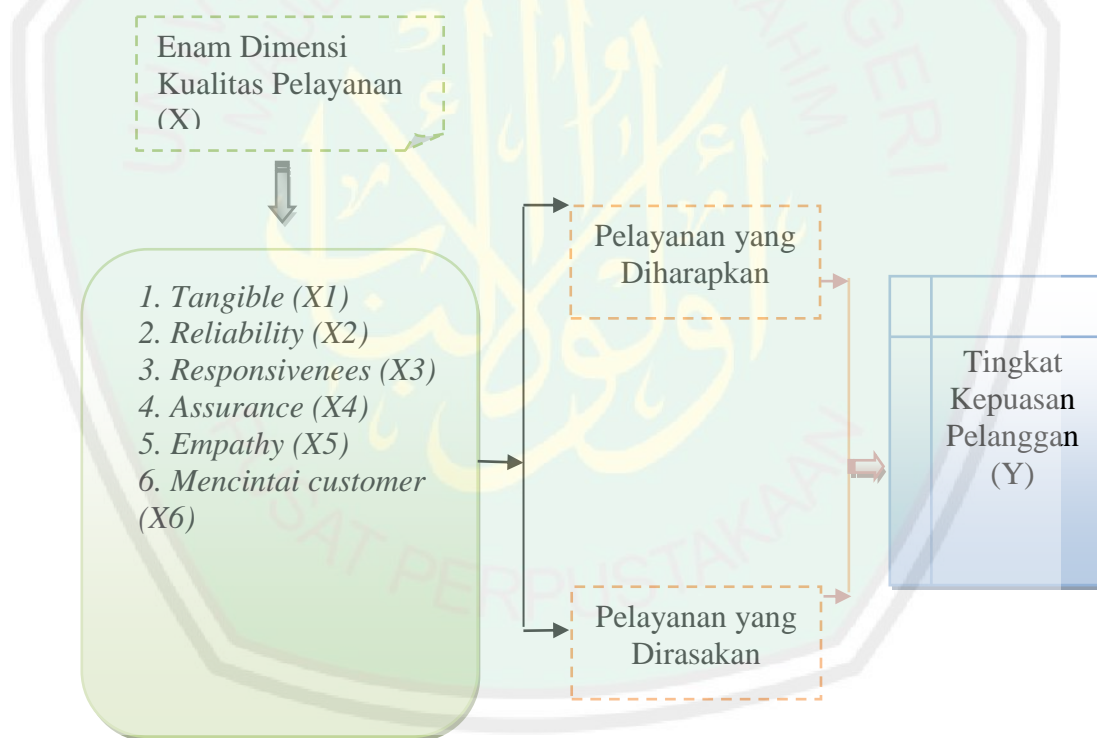 Enam Dimensi
Kualitas Pelayanan
(X)
1. Tangible (X1)
2. Reliability (X2)
3. Responsivenees (X3)
4. Assurance (X4)
5. Empathy (X5)
6. Mencintai customer
(X6)
Pelayanan yang
Diharapkan
Pelayanan yang
Dirasakan
Tingkat
Kepuasan
Pelanggan
(Y)